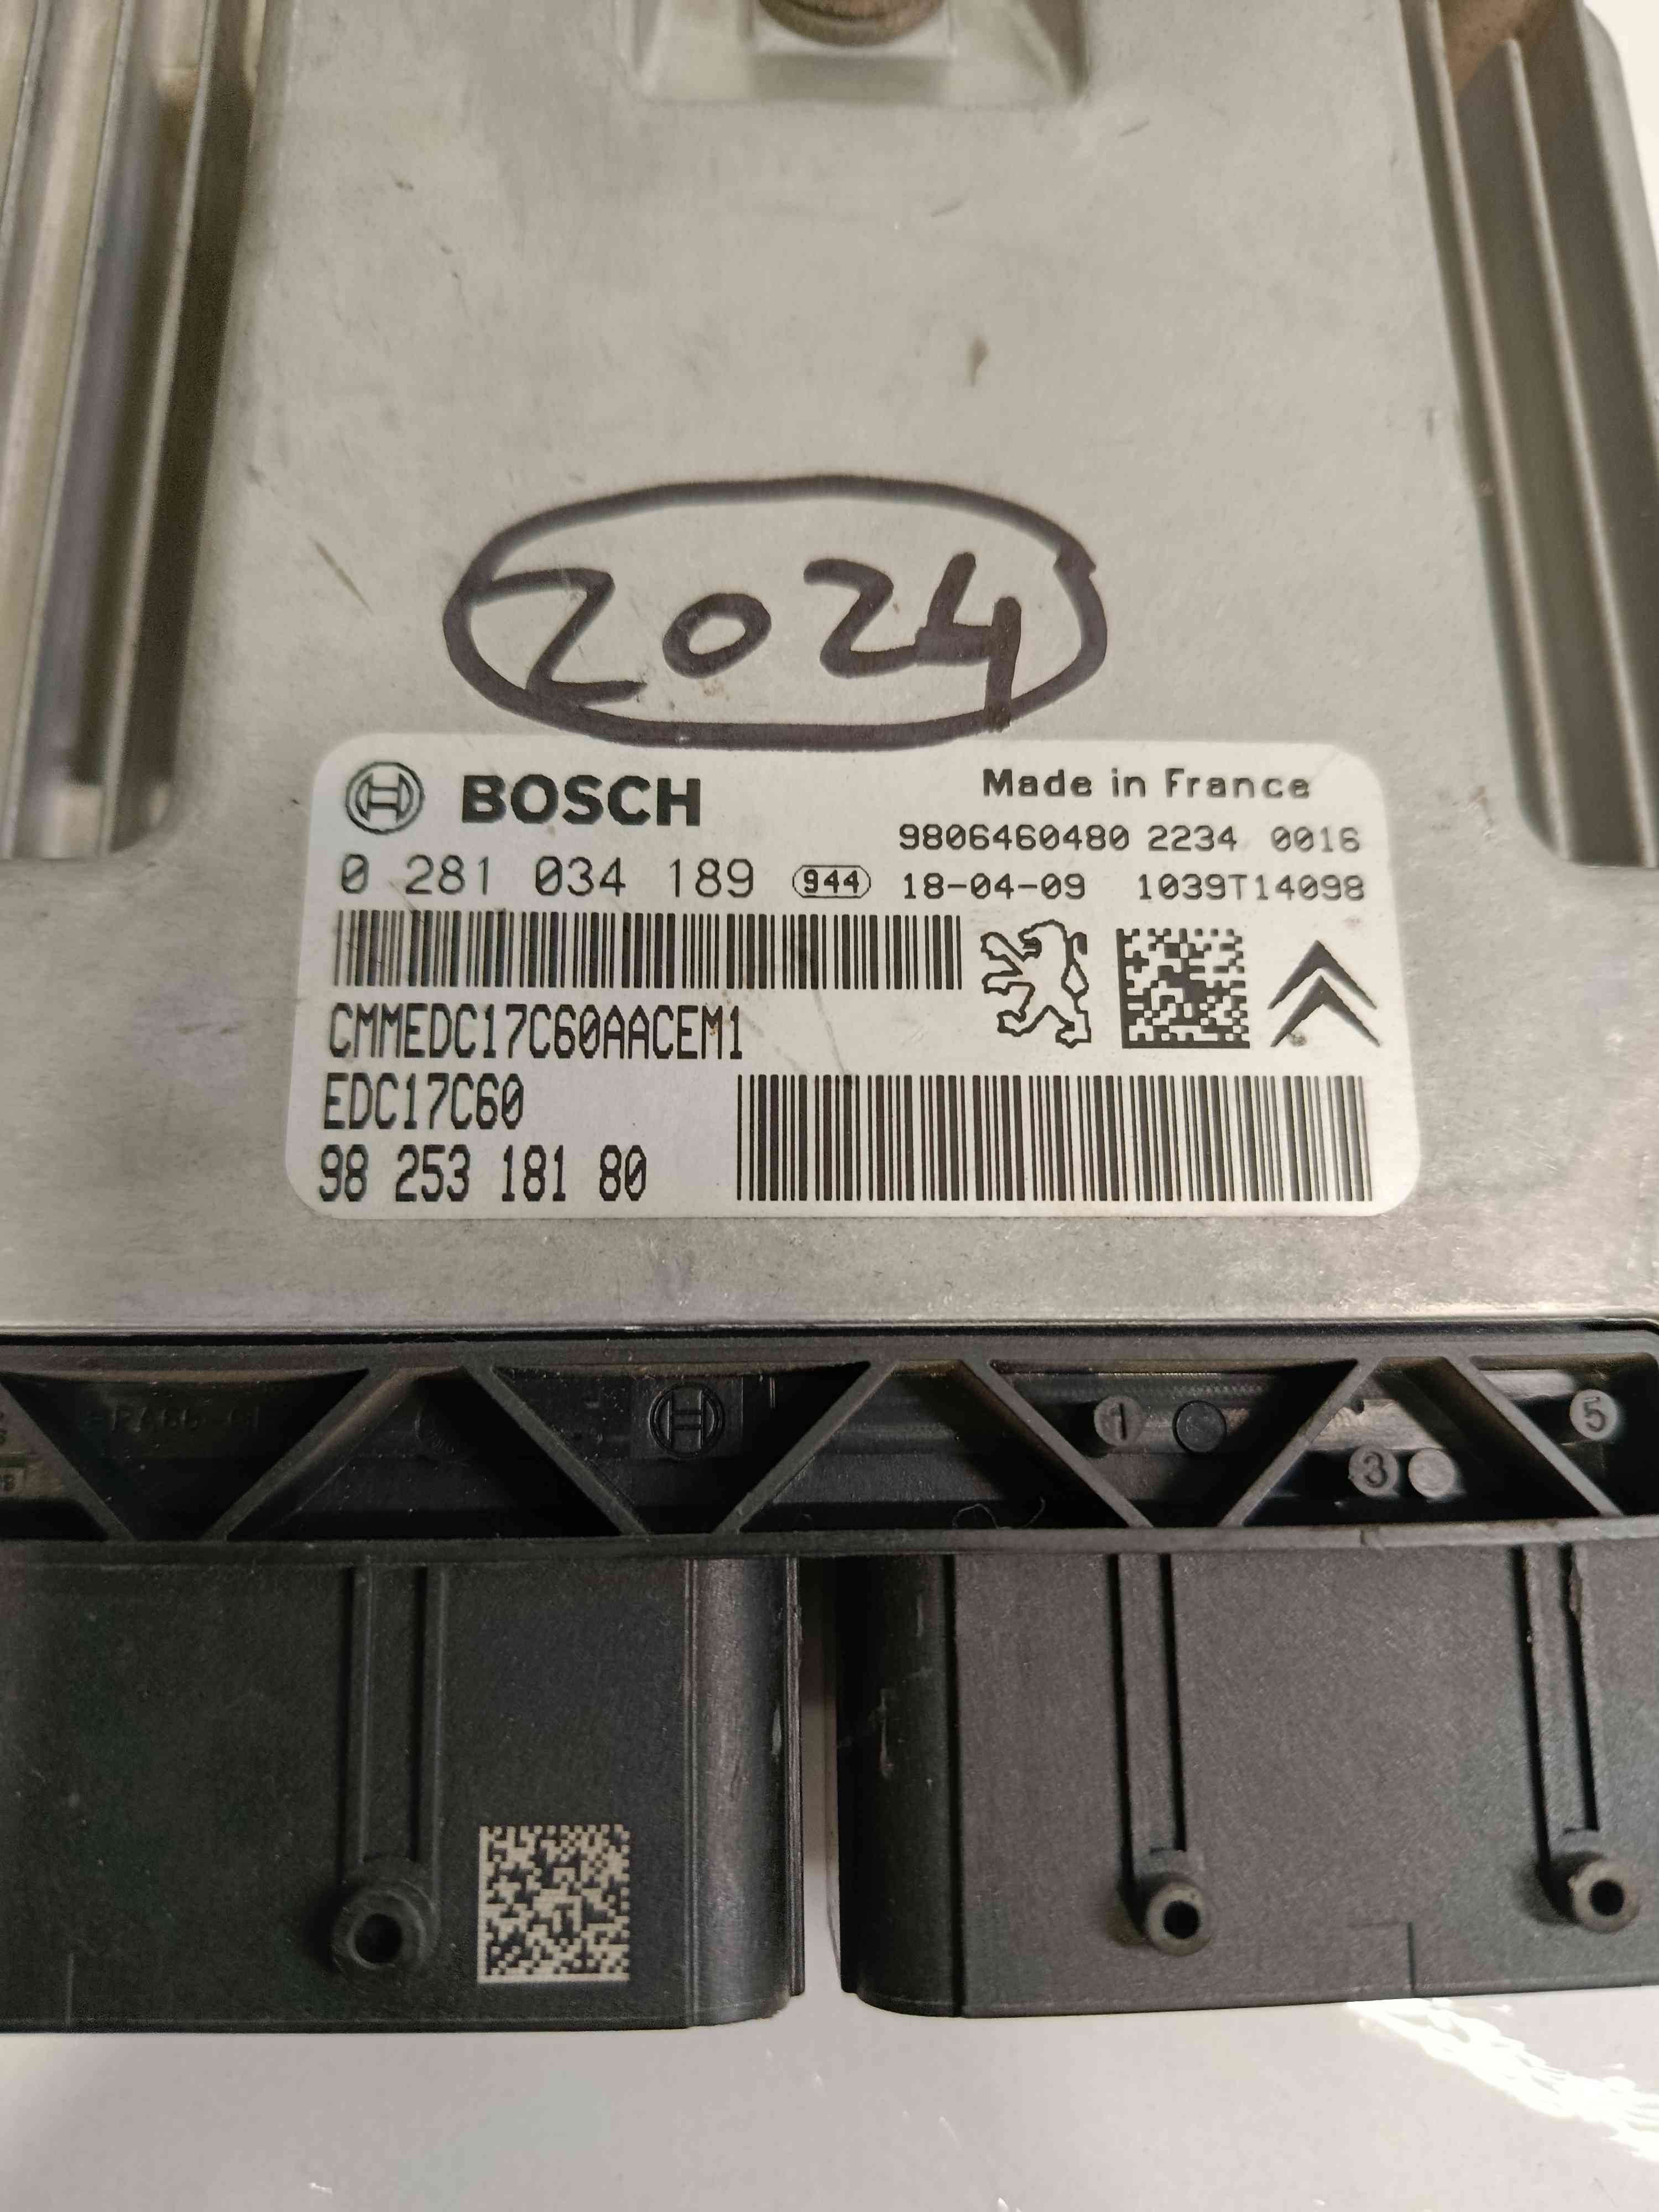 2024
BOSCH
Made in France
9806460480 2234 0016
0 281 034 189 944 18-04-09 1039T14098
CMMEDC17C60AACEM1
EDC17C60
98 253 181 80
1
3
5